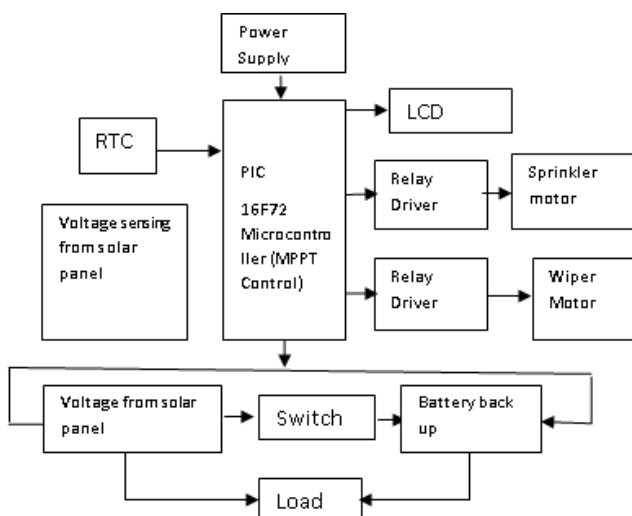 Power
Supply
LCD
RTC
PIC
16F72
Microcontro
ller (MPPT
Control)
Relay
Driver
Sprinkler
motor
Voltage sensing
from solar
panel
Relay
Driver
Wiper
Motor
Voltage from solar
panel
Switch
Battery back
up
Load